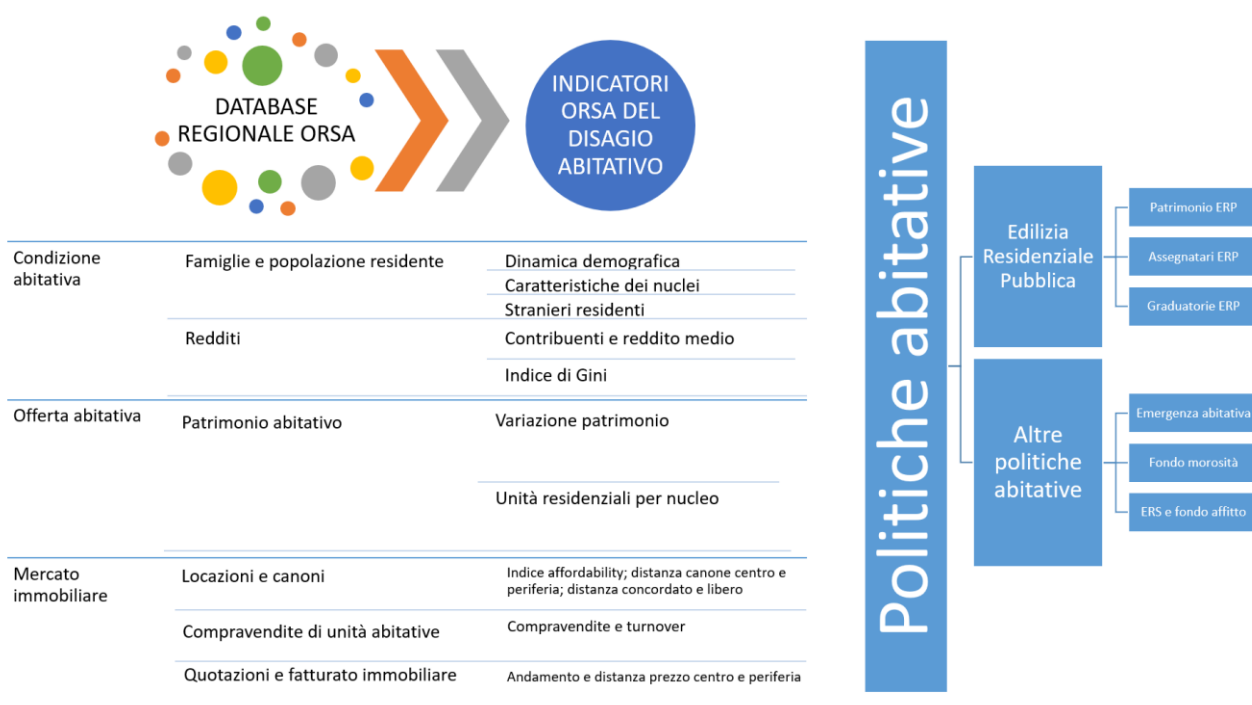 DATABASE
REGIONALE ORSA
INDICATORI
ORSA DEL
DISAGIO
ABITATIVO
Condizione
abitativa
Famiglie e popolazione residente
Dinamica demografica
Caratteristiche dei nuclei
Stranieri residenti
Redditi
Contribuenti e reddito medio
Indice di Gini
Offerta abitativa
Patrimonio abitativo
Variazione patrimonio
Unità residenziali per nucleo
Mercato
immobiliare
Locazioni e canoni
Indice affordability; distanza canone centro e
periferia; distanza concordato e libero
Compravendite di unità abitative
Compravendite e turnover
Quotazioni e fatturato immobiliare
Andamento e distanza prezzo centro e periferia
Politiche abitative
Edilizia
Residenziale
Pubblica
Patrimonio ERP
Assegnatari ERP
Graduatorie ERP
Altre
politiche
abitative
Emergenza abitativa
Fondo morosità
ERS e fondo affitto